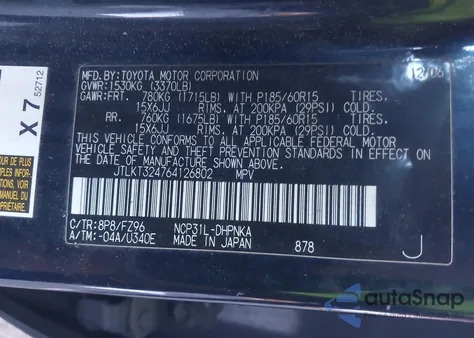 MFD.BY:TOYOTA MOTOR CORPORATION 12/06
GVWR:1530KG (3370LB)
GAWR:FRT. 780KG (1715LB) WITH P185/60R15
15X6JJ RIMS, AT 200KPA (29PSI) COLD.
RR. 760KG (1675LB) WITH P185/60R15
15X6JJ RIMS, AT 200KPA (29PSI) COLD.
THIS VEHICLE CONFORMS TO ALL APPLICABLE FEDERAL MOTOR
VEHICLE SAFETY AND THEFT PREVENTION STANDARDS IN EFFECT
ON THE DATE OF MANUFACTURE SHOWN ABOVE.
JTLKT324764126802 MPV
C/TR:8P8/FZ96 NCP31L-DHPNKA
A/TM:-04A/U340E MADE IN JAPAN 878 J
X 7
52712
autoSnap